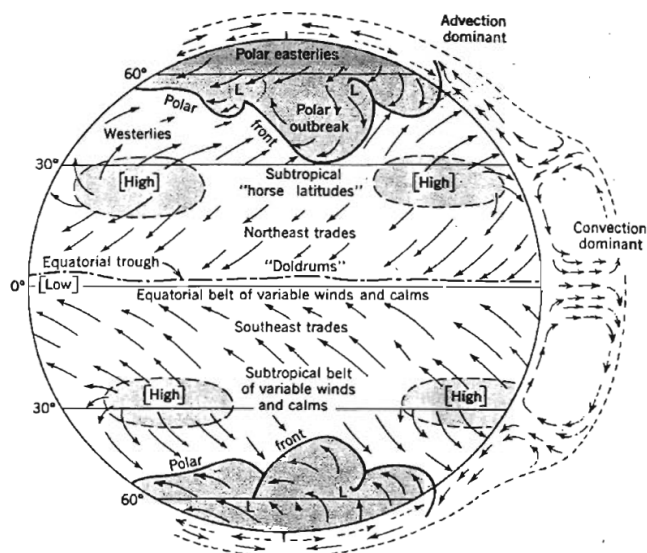 Advection
dominant
Polar easterlies
60°
L
L
Polar
Polar
outbreak
front
Westerlies
30°
[High]
Subtropical
"horse latitudes"
[High]
Northeast trades
Convection
dominant
Equatorial trough
"Doldrums"
0°
[Low]
Equatorial belt of variable winds and calms
Southeast trades
[High]
Subtropical belt
of variable winds
and calms
[High]
30°
Polar
front
60°
L
L